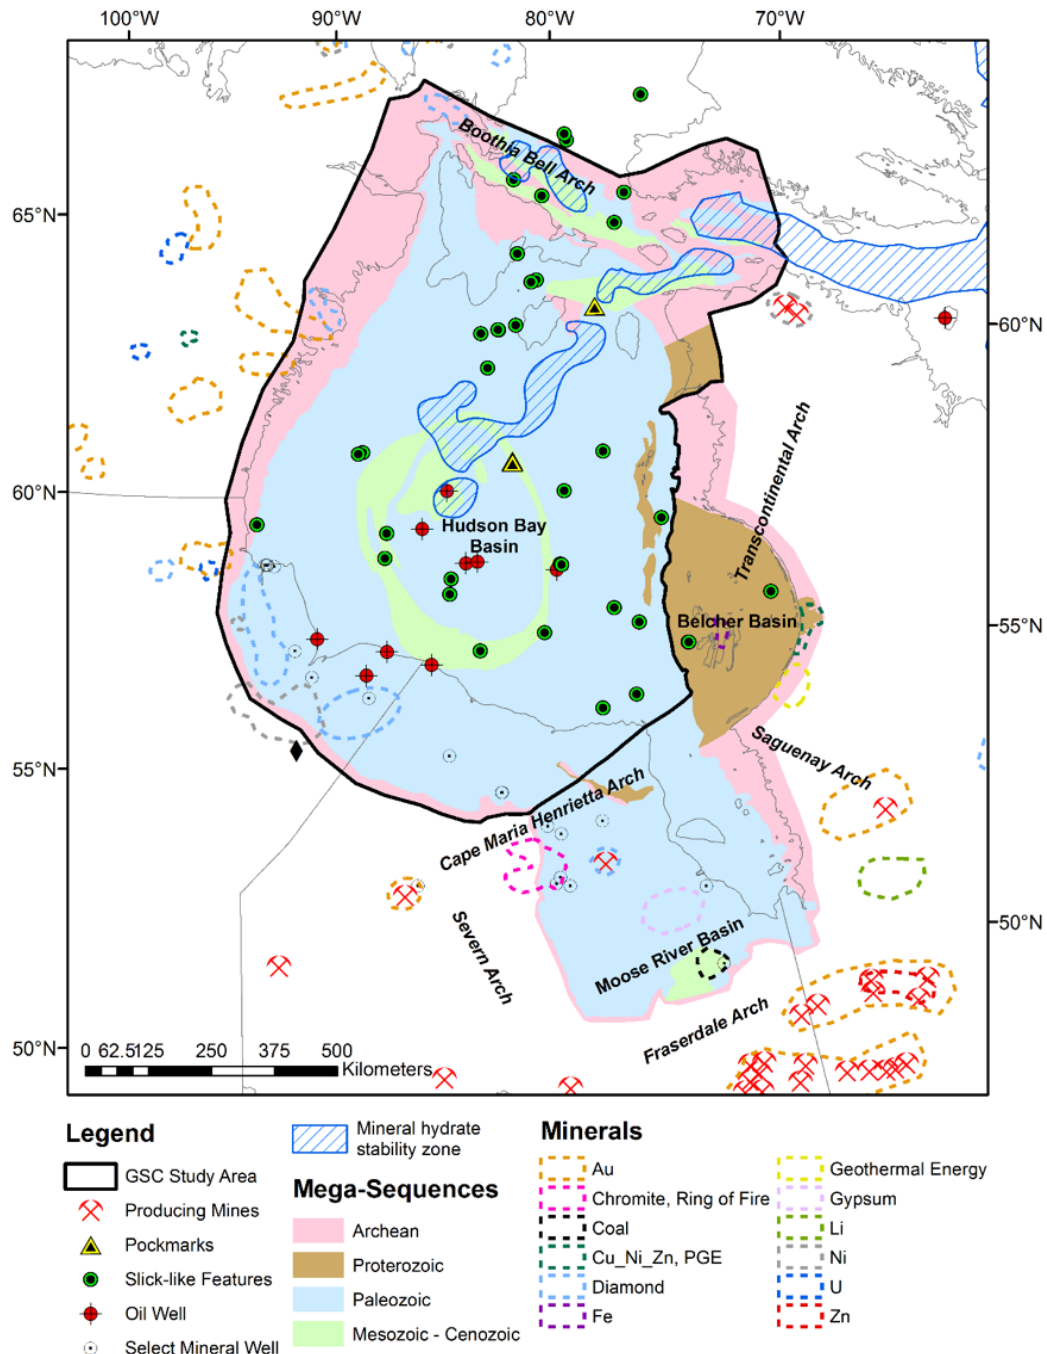 100°W 90°W 80°W 70°W
Boothia Bell Arch
65°N
60°N
Transcontinental Arch
60°N
Hudson Bay
Basin
55°N
Belcher Basin
Saguenay Arch
55°N
Cape Maria Henrietta Arch
50°N
Severn Arch
Moose River Basin
Fraserdale Arch
50°N
0 62.5 125 250 375 500
Kilometers
Legend
GSC Study Area
Producing Mines
Pockmarks
Slick-like Features
Oil Well
Select Mineral Well
Mineral hydrate
stability zone
Mega-Sequences
Archean
Proterozoic
Paleozoic
Mesozoic - Cenozoic
Minerals
Au
Chromite, Ring of Fire
Coal
Cu_Ni_Zn, PGE
Diamond
Fe
Geothermal Energy
Gypsum
Li
Ni
U
Zn